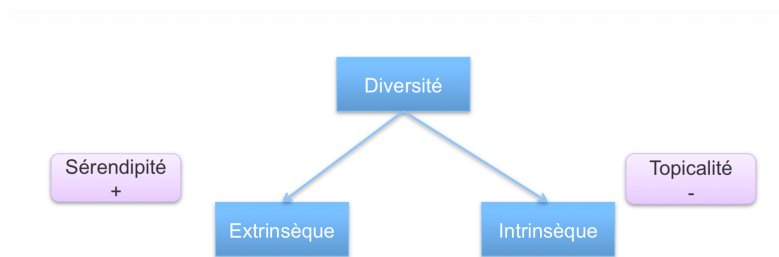 Diversité
Sérendipité
+
Topicalité
-
Extrinsèque
Intrinsèque